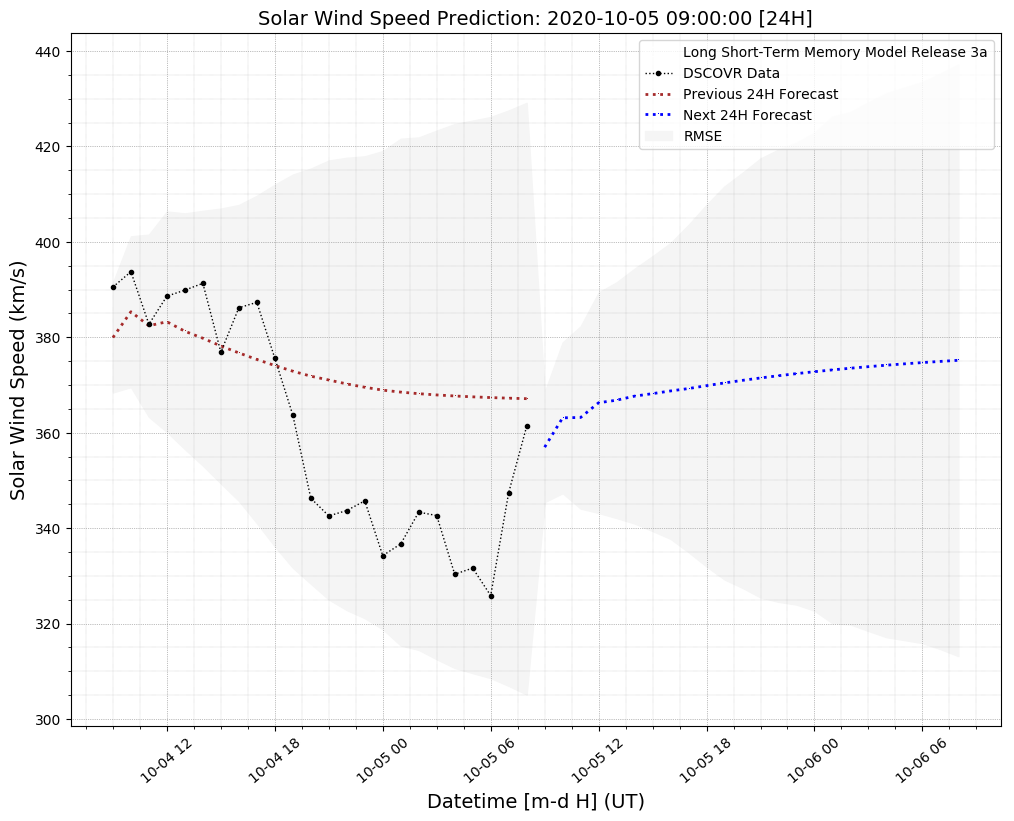 Solar Wind Speed Prediction: 2020-10-05 09:00:00 [24H]
Long Short-Term Memory Model Release 3a
DSCOVR Data
Previous 24H Forecast
Next 24H Forecast
RMSE
Solar Wind Speed (km/s)
440
420
400
380
360
340
320
300
10-04 12
10-04 18
10-05 00
10-05 06
10-05 12
10-05 18
10-06 00
10-06 06
Datetime [m-d H] (UT)